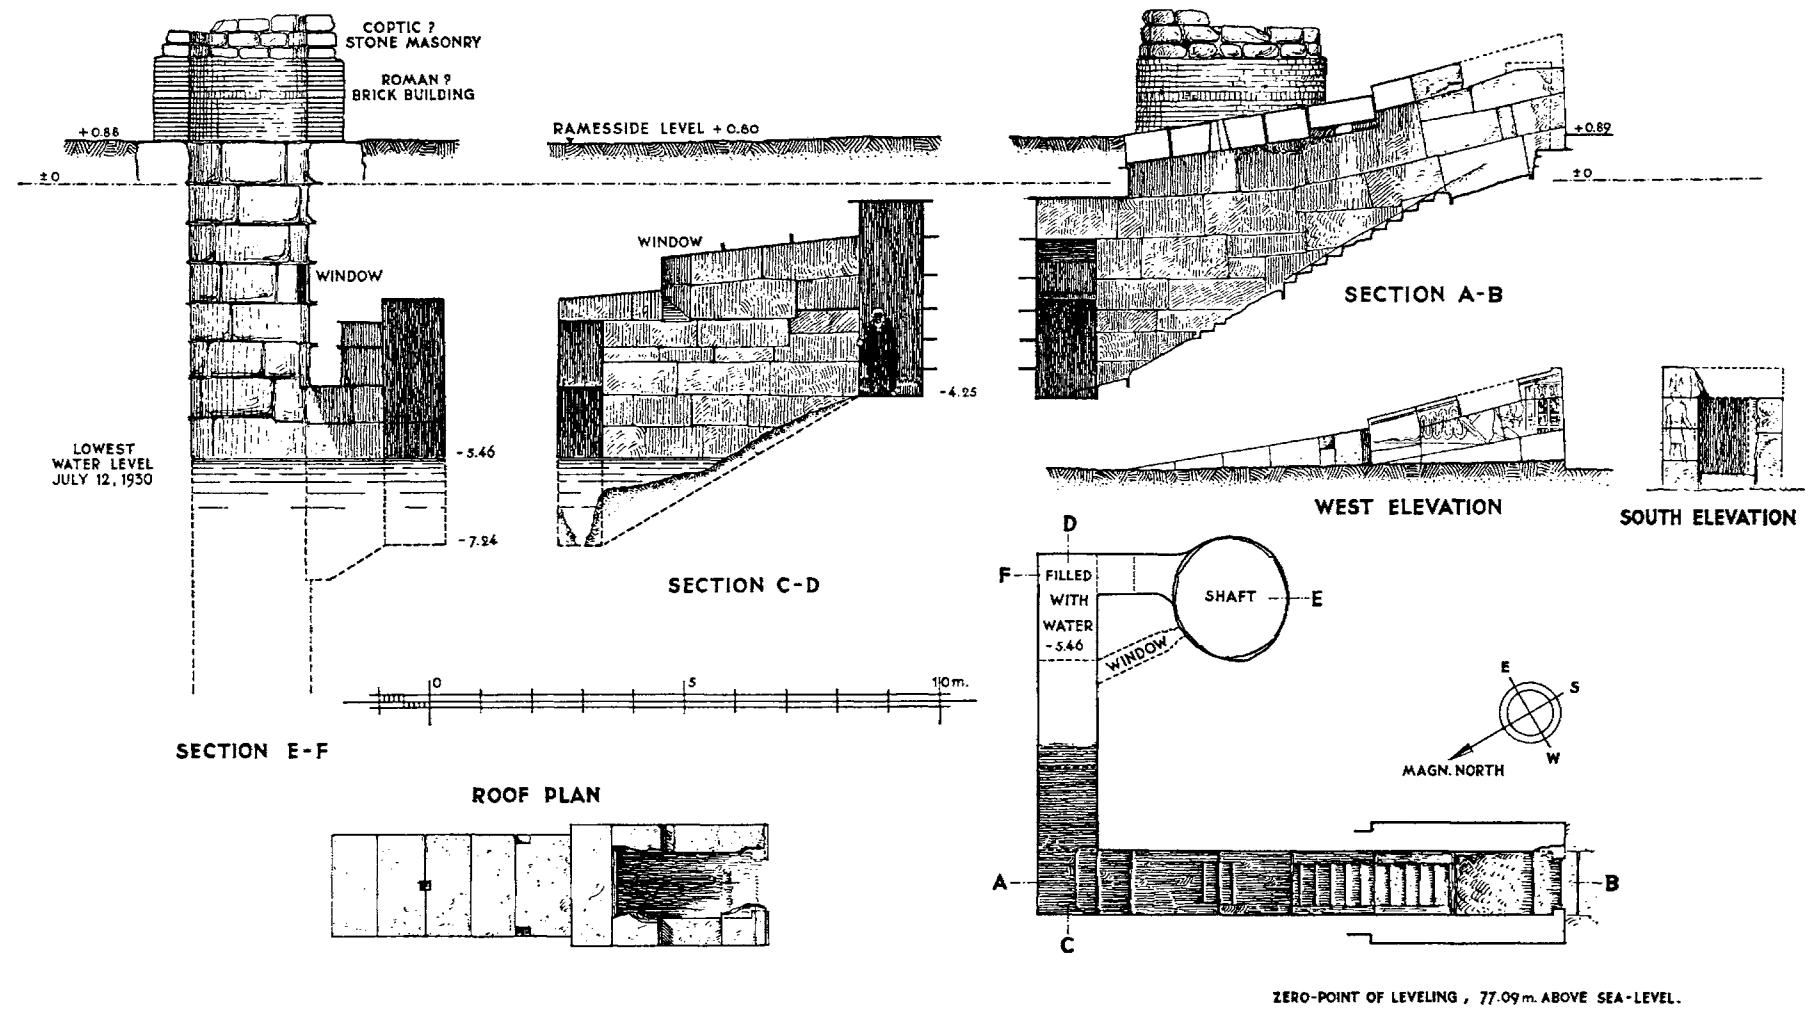 COPTIC ?
STONE MASONRY
ROMAN ?
BRICK BUILDING
+0.88
RAMESSIDE LEVEL +0.80
+0.89
±0
±0
WINDOW
WINDOW
SECTION A-B
-4.25
LOWEST
WATER LEVEL
JULY 12, 1930
-5.46
-7.24
WEST ELEVATION
SOUTH ELEVATION
SECTION C-D
D
F
FILLED
WITH
WATER
-5.46
SHAFT
E
WINDOW
0
5
10 m.
SECTION E-F
E
S
W
MAGN. NORTH
ROOF PLAN
A
B
C
ZERO-POINT OF LEVELING, 77.09 m. ABOVE SEA-LEVEL.